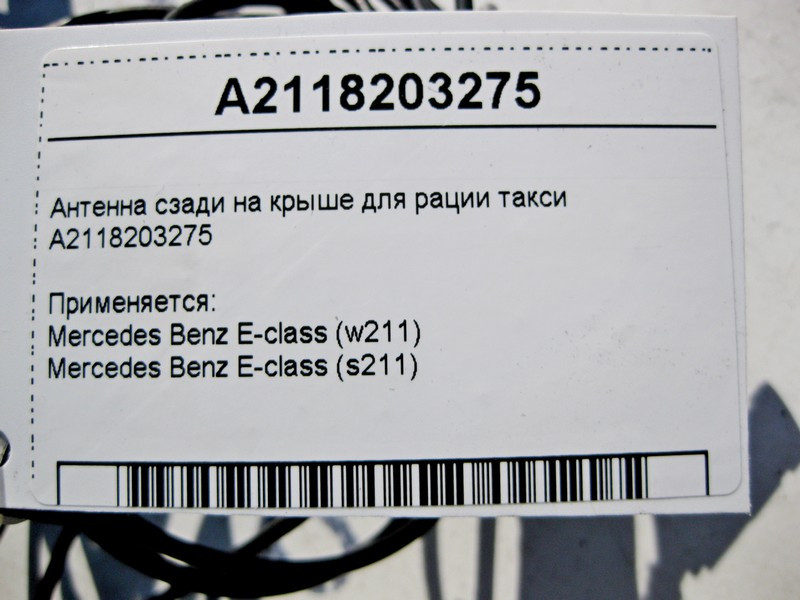 A2118203275
Антенна сзади на крыше для рации такси
A2118203275
Применяется:
Mercedes Benz E-class (w211)
Mercedes Benz E-class (s211)